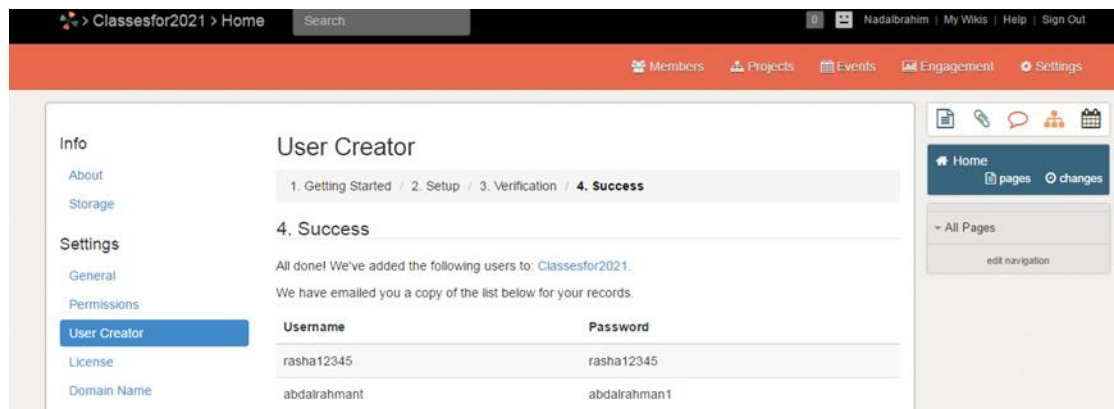 > Classesfor2021 > Home
Search
0 Nadalbrahim | My Wikis | Help | Sign Out
Members Projects Events Engagement Settings
Info
About
Storage
Settings
General
Permissions
User Creator
License
Domain Name
User Creator
1. Getting Started / 2. Setup / 3. Verification / 4. Success
4. Success
All done! We've added the following users to: Classesfor2021.
We have emailed you a copy of the list below for your records.
Username Password
rasha12345 rasha12345
abdalrahmant abdalrahman1
Home
pages changes
All Pages
edit navigation